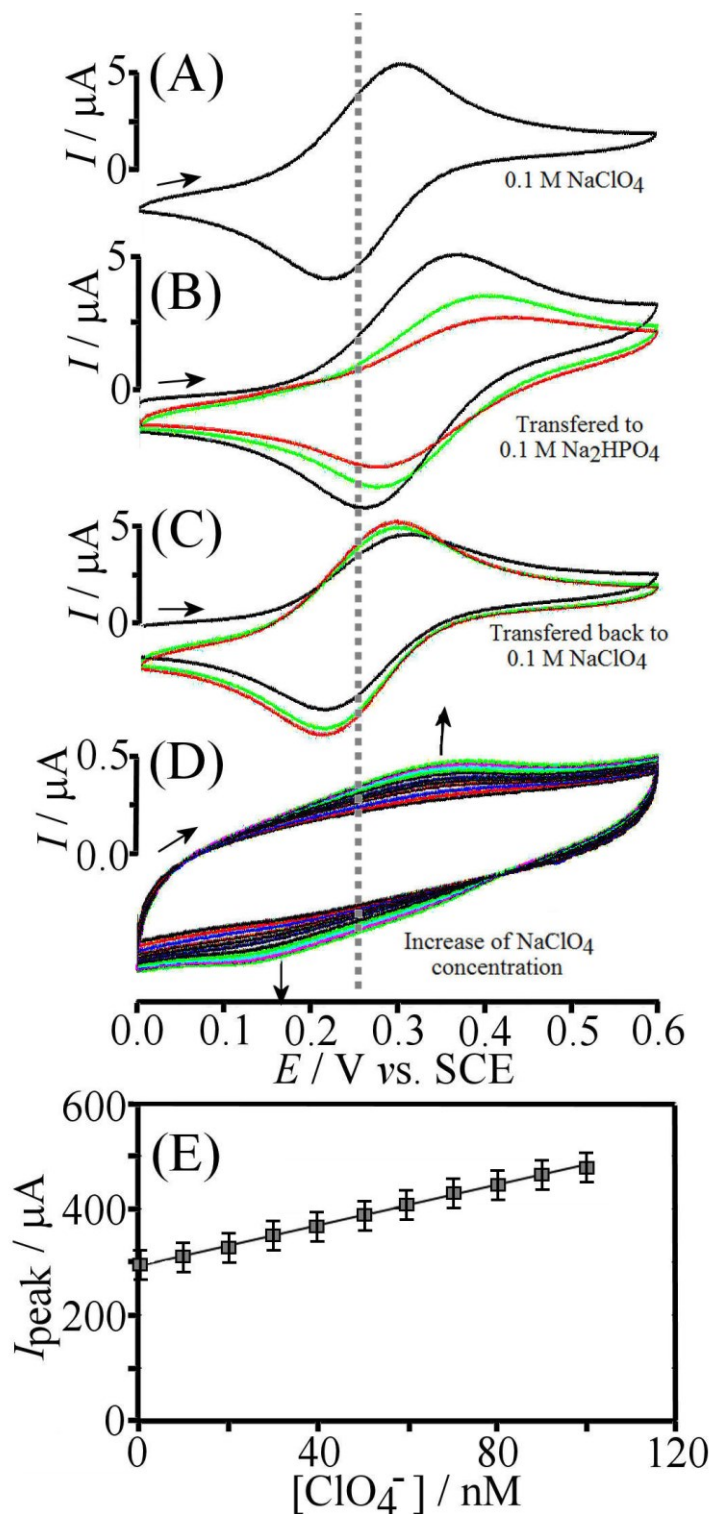 (A)
I / μA
5
0
0.1 M NaClO4
(B)
I / μA
5
0
Transfered to
0.1 M Na2HPO4
(C)
I / μA
5
0
Transfered back to
0.1 M NaClO4
(D)
I / μA
0.5
0.0
Increase of NaClO4
concentration
0.0 0.1 0.2 0.3 0.4 0.5 0.6
E / V vs. SCE
(E)
Ipeak / μA
600
400
200
0
0 40 80 120
[ClO4-] / nM